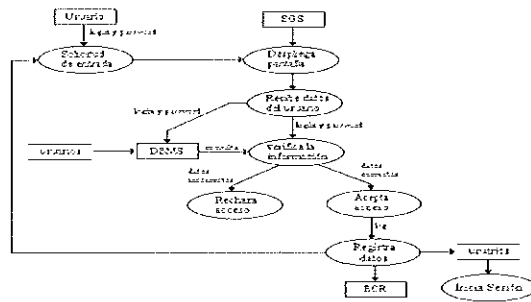 Usuario
SGS
login y password
Solicitud
de entrada
Despliega
pantalla
Recibe datos
del usuario
login y password
login y password
usuarios
DBMS
consulta
verifica la
información
datos
incorrectos
datos
correctos
Rechaza
acceso
Acepta
acceso
Registra
datos
BCR
Inicia Sesión